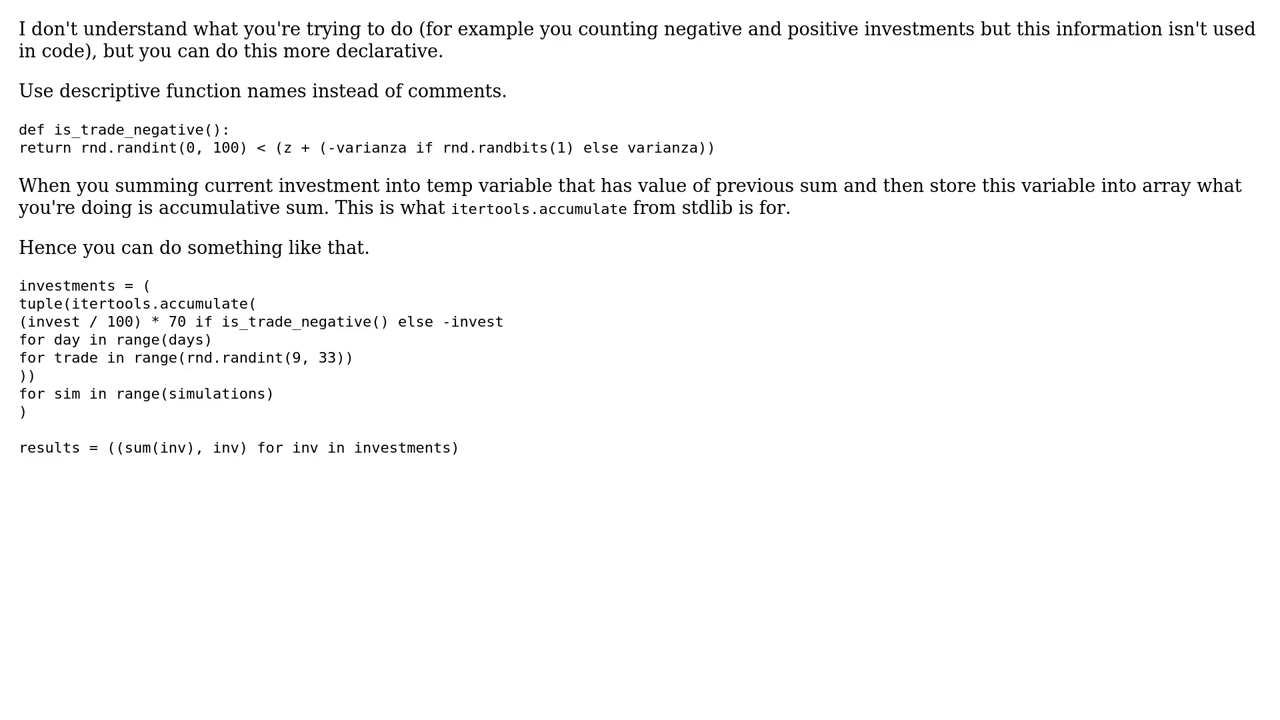 I don't understand what you're trying to do (for example you counting negative and positive investments but this information isn't used
in code), but you can do this more declarative.
Use descriptive function names instead of comments.
def is_trade_negative():
return rnd.randint(0, 100) < (z + (-varianza if rnd.randbits(1) else varianza))
When you summing current investment into temp variable that has value of previous sum and then store this variable into array what
you're doing is accumulative sum. This is what itertools.accumulate from stdlib is for.
Hence you can do something like that.
investments = (
tuple(itertools.accumulate(
(invest / 100) * 70 if is_trade_negative() else -invest
for day in range(days)
for trade in range(rnd.randint(9, 33))
))
for sim in range(simulations)
)
results = ((sum(inv), inv) for inv in investments)